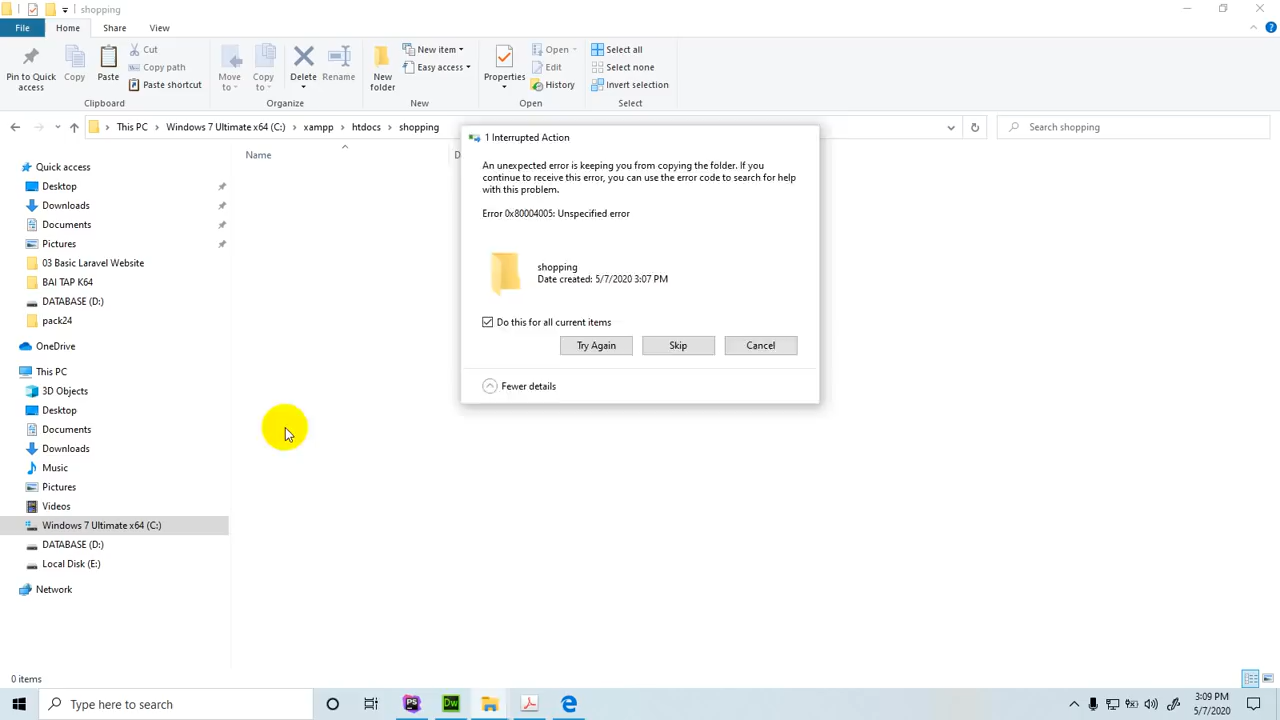 shopping
File Home Share View
Pin to Quick access
Copy
Paste
Cut
Copy path
Paste shortcut
Clipboard
Move to
Copy to
Delete
Rename
Organize
New folder
New item
Easy access
New
Properties
Open
Edit
History
Open
Select all
Select none
Invert selection
Select
This PC > Windows 7 Ultimate x64 (C:) > xampp > htdocs > shopping
Search shopping
Name
D
Quick access
Desktop
Downloads
Documents
Pictures
03 Basic Laravel Website
BAI TAP K64
DATABASE (D:)
pack24
OneDrive
This PC
3D Objects
Desktop
Documents
Downloads
Music
Pictures
Videos
Windows 7 Ultimate x64 (C:)
DATABASE (D:)
Local Disk (E:)
Network
1 Interrupted Action
An unexpected error is keeping you from copying the folder. If you
continue to receive this error, you can use the error code to search for help
with this problem.
Error 0x80004005: Unspecified error
shopping
Date created: 5/7/2020 3:07 PM
Do this for all current items
Try Again Skip Cancel
Fewer details
0 items
Type here to search
PS
Dw
3:09 PM
5/7/2020